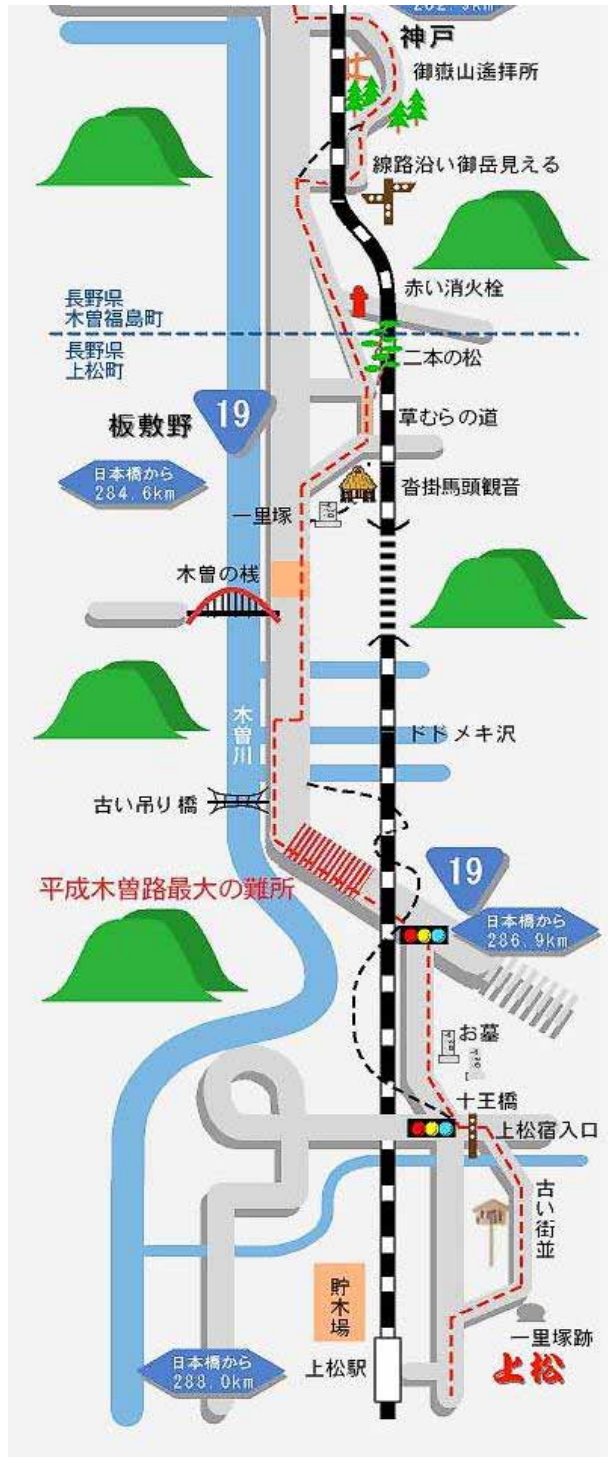 神戸
御嶽山遙拝所
線路沿い御岳見える
赤い消火栓
長野県
木曽福島町
長野県
上松町
二本の松
19
板敷野
草むらの道
日本橋から
284.6km
沓掛馬頭観音
一里塚
木曽の桟
木曽川
ドドメキ沢
古い吊り橋
平成木曽路最大の難所
19
日本橋から
286.9km
お墓
十王橋
上松宿入口
古い街並
貯木場
一里塚跡
上松駅
上松
日本橋から
288.0km